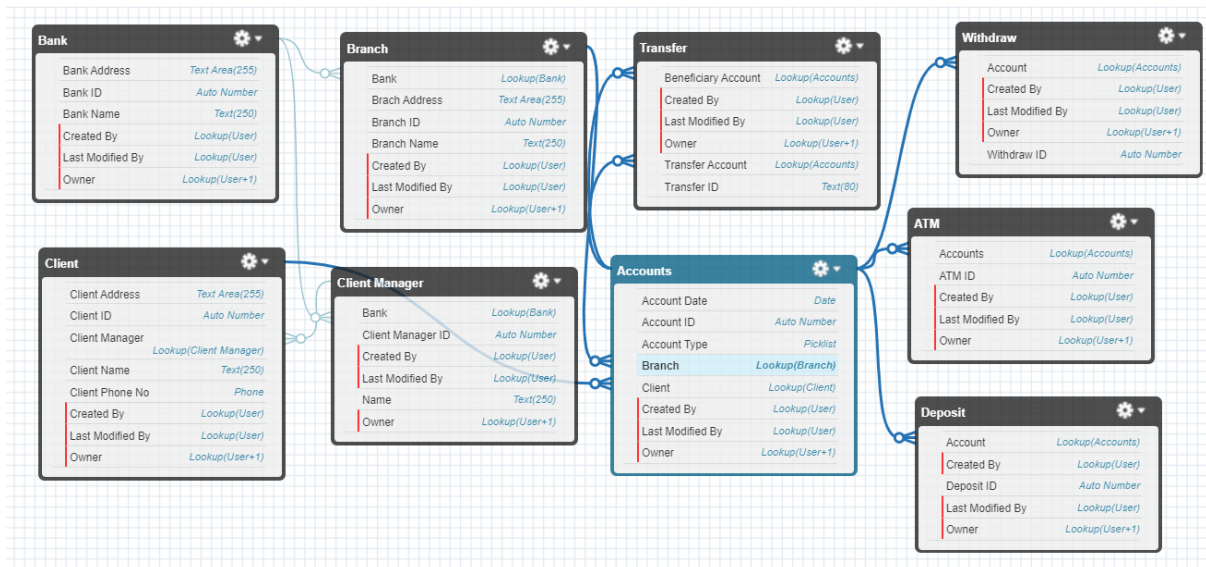 Bank
Bank Address Text Area(255)
Bank ID Auto Number
Bank Name Text(250)
Created By Lookup(User)
Last Modified By Lookup(User)
Owner Lookup(User+1)
Branch
Bank Lookup(Bank)
Brach Address Text Area(255)
Branch ID Auto Number
Branch Name Text(250)
Created By Lookup(User)
Last Modified By Lookup(User)
Owner Lookup(User+1)
Transfer
Beneficiary Account Lookup(Accounts)
Created By Lookup(User)
Last Modified By Lookup(User)
Owner Lookup(User+1)
Transfer Account Lookup(Accounts)
Transfer ID Text(80)
Withdraw
Account Lookup(Accounts)
Created By Lookup(User)
Last Modified By Lookup(User)
Owner Lookup(User+1)
Withdraw ID Auto Number
Client
Client Address Text Area(255)
Client ID Auto Number
Client Manager
Lookup(Client Manager)
Client Name Text(250)
Client Phone No Phone
Created By Lookup(User)
Last Modified By Lookup(User)
Owner Lookup(User+1)
Client Manager
Bank Lookup(Bank)
Client Manager ID Auto Number
Created By Lookup(User)
Last Modified By Lookup(User)
Name Text(250)
Owner Lookup(User+1)
Accounts
Account Date Date
Account ID Auto Number
Account Type Picklist
Branch Lookup(Branch)
Client Lookup(Client)
Created By Lookup(User)
Last Modified By Lookup(User)
Owner Lookup(User+1)
ATM
Accounts Lookup(Accounts)
ATM ID Auto Number
Created By Lookup(User)
Last Modified By Lookup(User)
Owner Lookup(User+1)
Deposit
Account Lookup(Accounts)
Created By Lookup(User)
Deposit ID Auto Number
Last Modified By Lookup(User)
Owner Lookup(User+1)